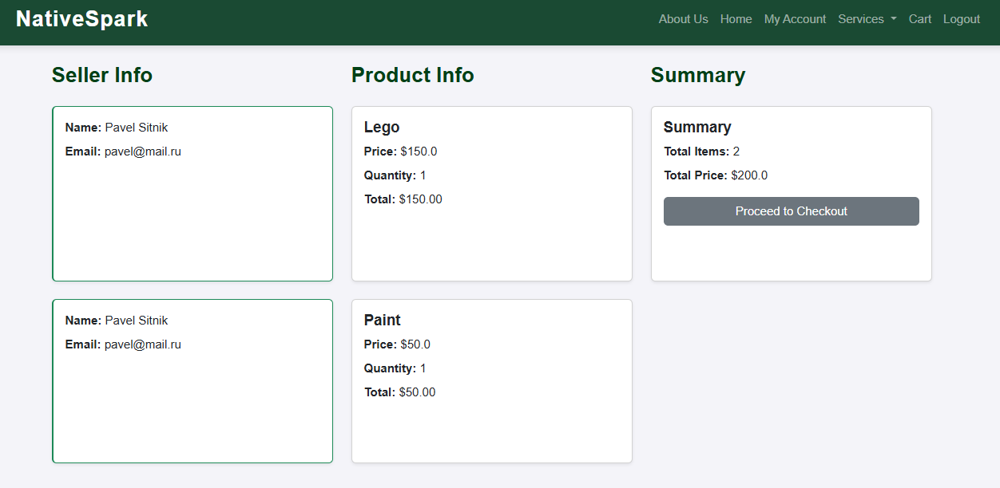 NativeSpark
About Us Home My Account Services Cart Logout
Seller Info
Name: Pavel Sitnik
Email: pavel@mail.ru
Name: Pavel Sitnik
Email: pavel@mail.ru
Product Info
Lego
Price: $150.0
Quantity: 1
Total: $150.00
Paint
Price: $50.0
Quantity: 1
Total: $50.00
Summary
Summary
Total Items: 2
Total Price: $200.0
Proceed to Checkout